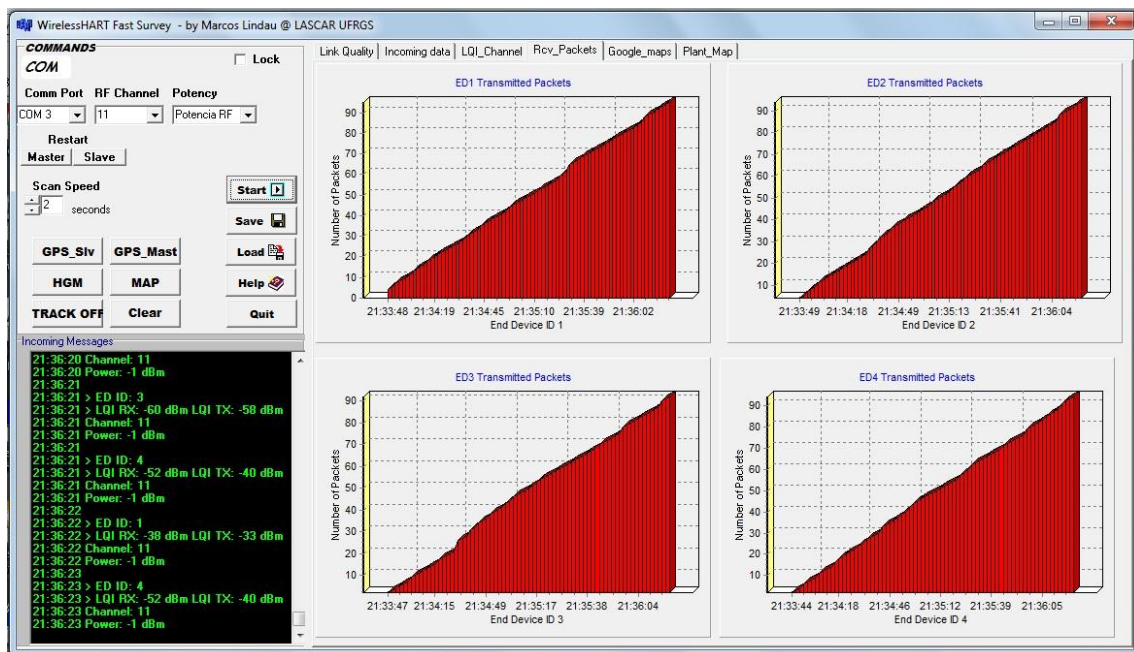 WirelessHART Fast Survey - by Marcos Lindau @ LASCAR UFRGS
COMMANDS
COM
Lock
Comm Port RF Channel Potency
COM 3 11 Potencia RF
Restart
Master Slave
Scan Speed
2 seconds
Start
Save
GPS_Slv GPS_Mast Load
HGM MAP Help
TRACK OFF Clear Quit
Incoming Messages
21:36:20 Channel: 11
21:36:20 Power: -1 dBm
21:36:21
21:36:21 > ED ID: 3
21:36:21 > LQI RX: -60 dBm LQI TX: -58 dBm
21:36:21 Channel: 11
21:36:21 Power: -1 dBm
21:36:21
21:36:21 > ED ID: 4
21:36:21 > LQI RX: -52 dBm LQI TX: -40 dBm
21:36:21 Channel: 11
21:36:21 Power: -1 dBm
21:36:22
21:36:22 > ED ID: 1
21:36:22 > LQI RX: -38 dBm LQI TX: -33 dBm
21:36:22 Channel: 11
21:36:22 Power: -1 dBm
21:36:23
21:36:23 > ED ID: 4
21:36:23 > LQI RX: -52 dBm LQI TX: -40 dBm
21:36:23 Channel: 11
21:36:23 Power: -1 dBm
Link Quality Incoming data LQI_Channel Rcv_Packets Google_maps Plant_Map
ED1 Transmitted Packets
Number of Packets
90
80
70
60
50
40
30
20
10
0
21:33:48 21:34:19 21:34:45 21:35:10 21:35:39 21:36:02
End Device ID 1
ED2 Transmitted Packets
Number of Packets
90
80
70
60
50
40
30
20
10
21:33:49 21:34:18 21:34:49 21:35:13 21:35:41 21:36:04
End Device ID 2
ED3 Transmitted Packets
Number of Packets
90
80
70
60
50
40
30
20
10
21:33:47 21:34:15 21:34:49 21:35:17 21:35:38 21:36:04
End Device ID 3
ED4 Transmitted Packets
Number of Packets
90
80
70
60
50
40
30
20
10
21:33:44 21:34:18 21:34:46 21:35:12 21:35:39 21:36:05
End Device ID 4